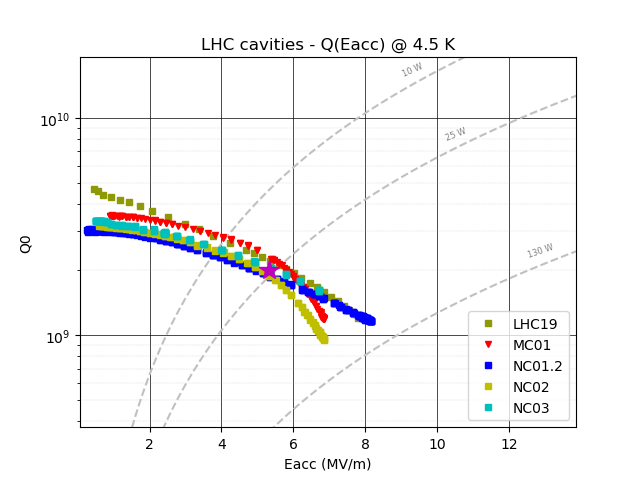 LHC cavities - Q(Eacc) @ 4.5 K
10 W
25 W
130 W
10^10
10^9
Q0
LHC19
MC01
NC01.2
NC02
NC03
2 4 6 8 10 12
Eacc (MV/m)